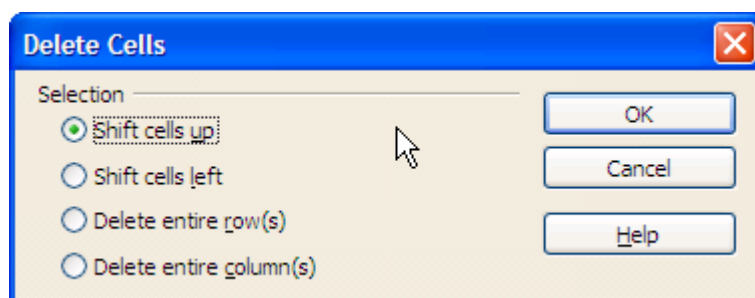 Delete Cells
Selection
Shift cells up
Shift cells left
Delete entire row(s)
Delete entire column(s)
OK
Cancel
Help